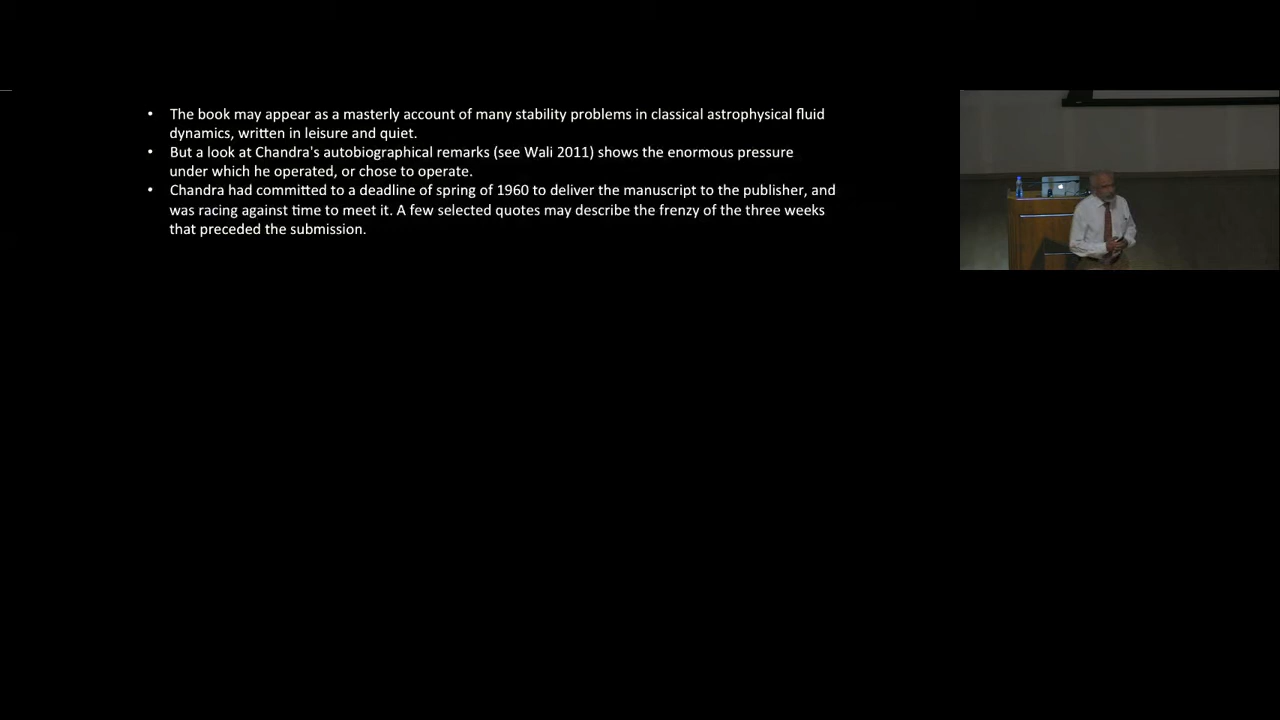 • The book may appear as a masterly account of many stability problems in classical astrophysical fluid
dynamics, written in leisure and quiet.
• But a look at Chandra's autobiographical remarks (see Wali 2011) shows the enormous pressure
under which he operated, or chose to operate.
• Chandra had committed to a deadline of spring of 1960 to deliver the manuscript to the publisher, and
was racing against time to meet it. A few selected quotes may describe the frenzy of the three weeks
that preceded the submission.